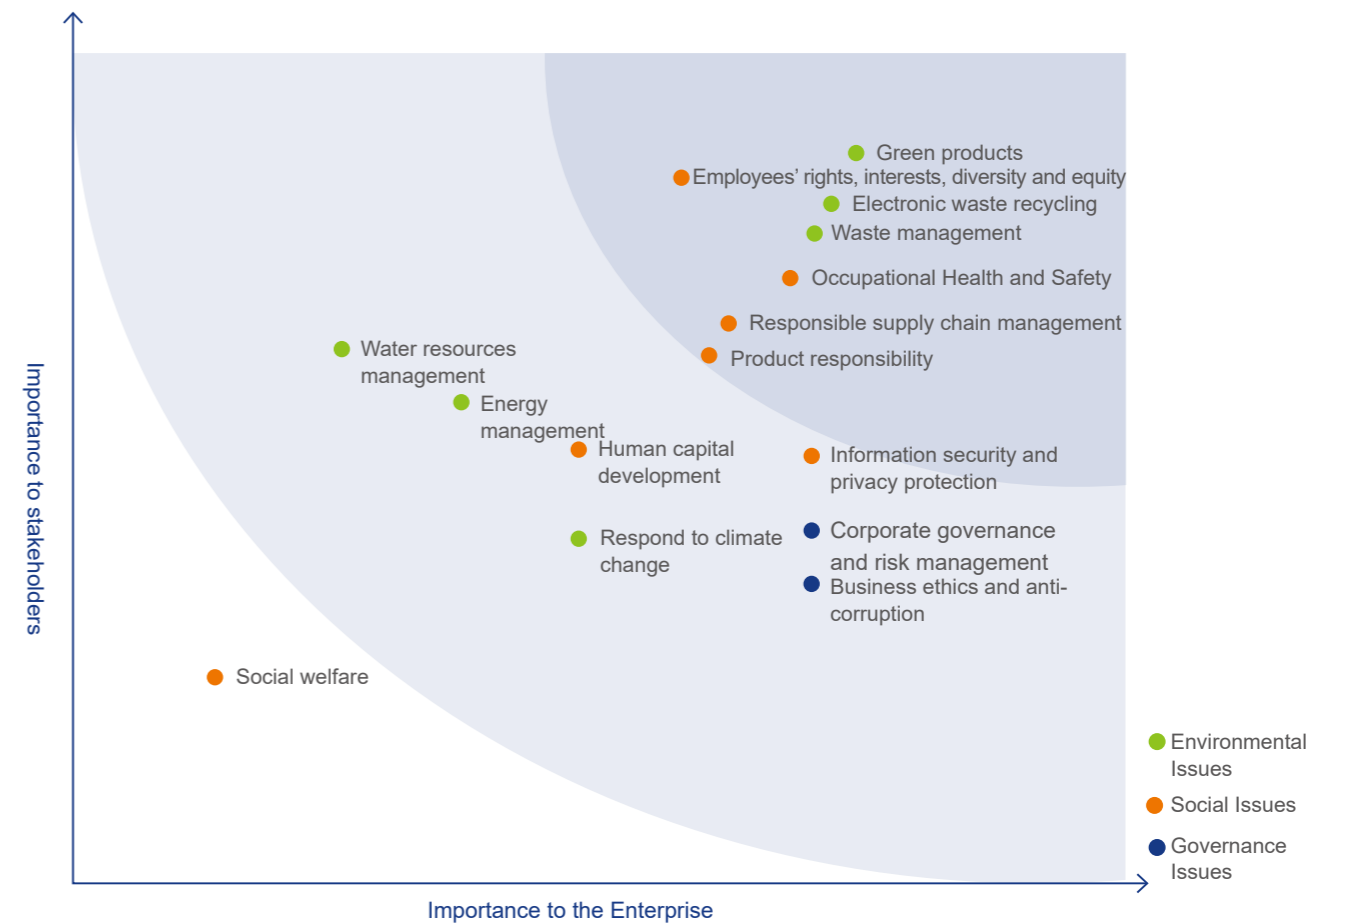 Green products
Employees’ rights, interests, diversity and equity
Electronic waste recycling
Waste management
Occupational Health and Safety
Responsible supply chain management
Product responsibility
Water resources
management
Energy
management
Human capital
development
Information security and
privacy protection
Respond to climate
change
Corporate governance
and risk management
Business ethics and anti-
corruption
Social welfare
Importance to stakeholders
Importance to the Enterprise
Environmental
Issues
Social Issues
Governance
Issues